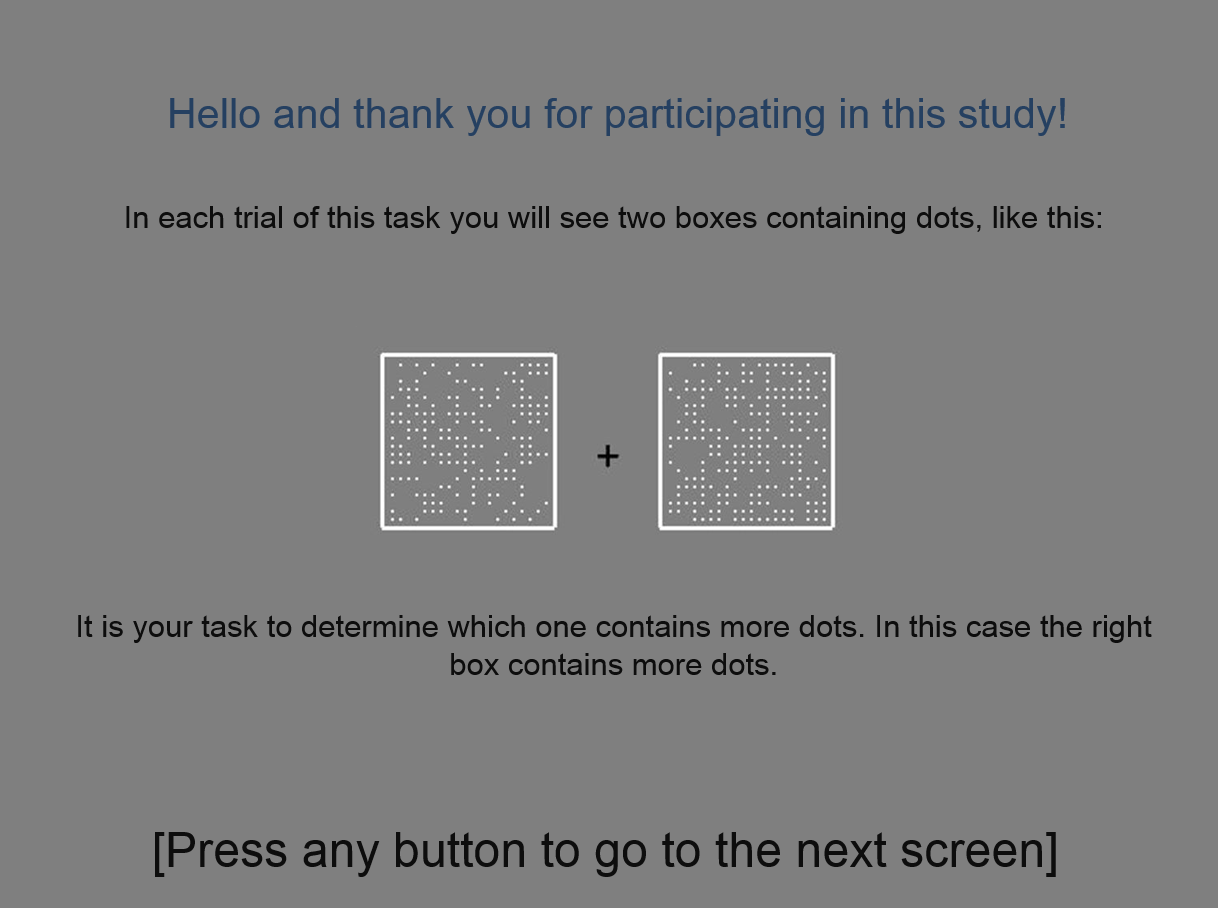 Hello and thank you for participating in this study!
In each trial of this task you will see two boxes containing dots, like this:
+
It is your task to determine which one contains more dots. In this case the right
box contains more dots.
[Press any button to go to the next screen]